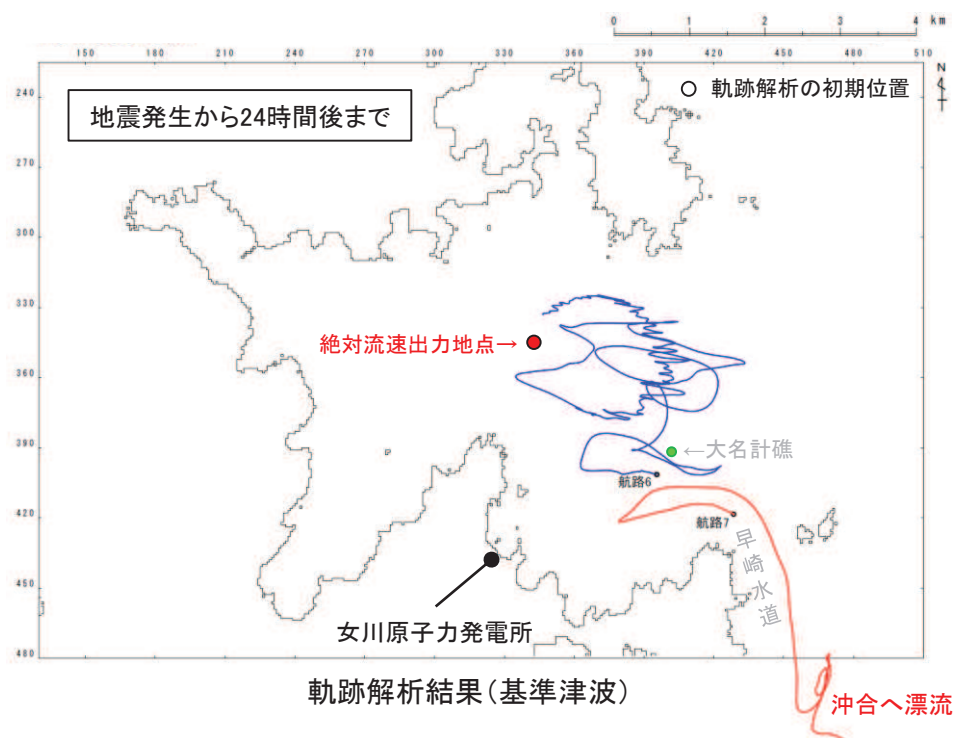 0 1 2 3 4 km
150 180 210 240 270 300 330 360 390 420 450 480 510
N
240
270
300
330
360
390
420
450
480
地震発生から24時間後まで
○ 軌跡解析の初期位置
絶対流速出力地点→
←大名計礁
航路6
航路7
早崎水道
女川原子力発電所
沖合へ漂流
軌跡解析結果(基準津波)